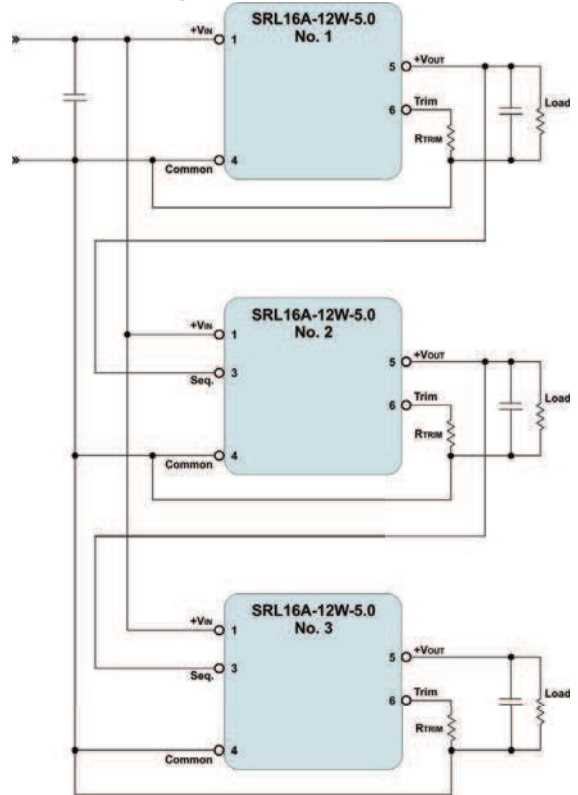 SRL16A-12W-5.0
No. 1
+VIN
1
5
+VOUT
6
Trim
RTRIM
Load
4
Common
SRL16A-12W-5.0
No. 2
+VIN
1
5
+VOUT
3
Seq.
6
Trim
RTRIM
Load
4
Common
SRL16A-12W-5.0
No. 3
+VIN
1
5
+VOUT
3
Seq.
6
Trim
RTRIM
Load
4
Common